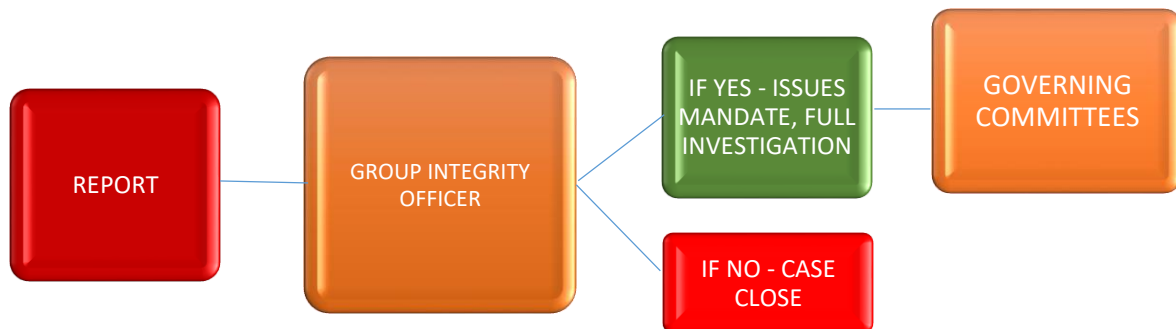 REPORT
GROUP INTEGRITY
OFFICER
IF YES - ISSUES
MANDATE, FULL
INVESTIGATION
GOVERNING
COMMITTEES
IF NO - CASE
CLOSE